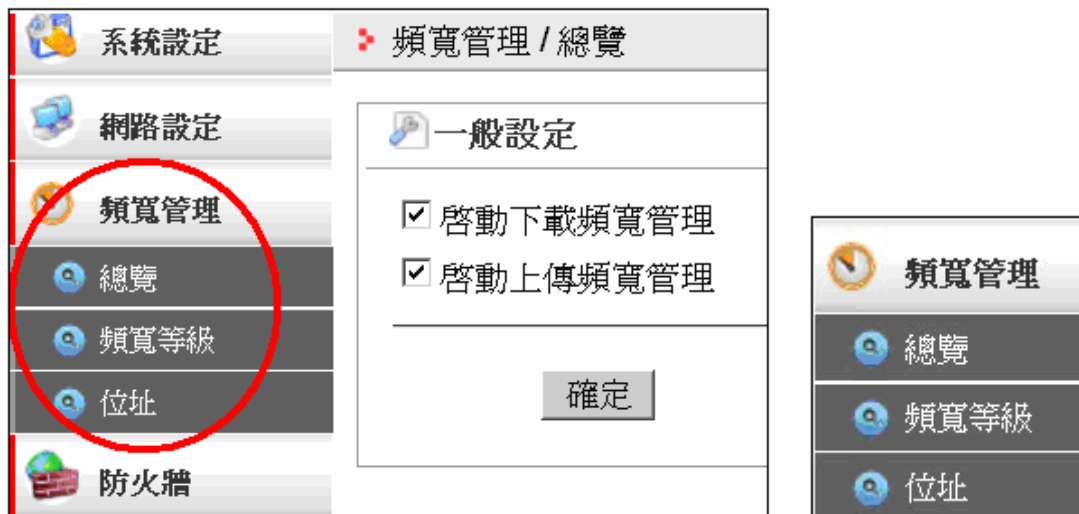 系統設定
網路設定
頻寬管理
總覽
頻寬等級
位址
防火牆
頻寬管理 / 總覽
一般設定
啓動下載頻寬管理
啓動上傳頻寬管理
確定
頻寬管理
總覽
頻寬等級
位址